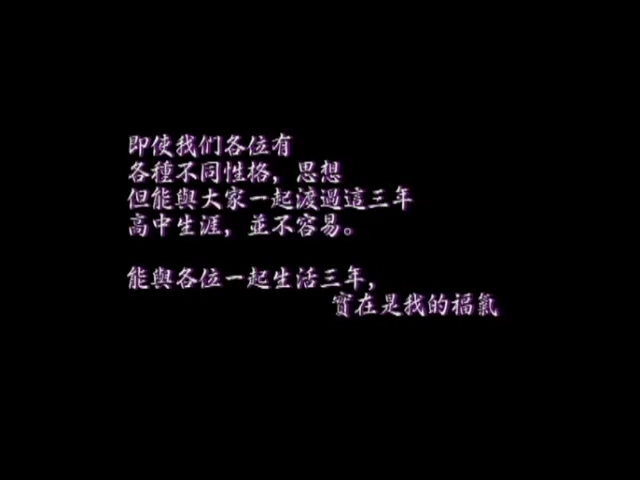 即使我们各位有
各種不同性格，思想
但能與大家一起渡過這三年
高中生涯，並不容易。
能與各位一起生活三年，
實在是我的福氣